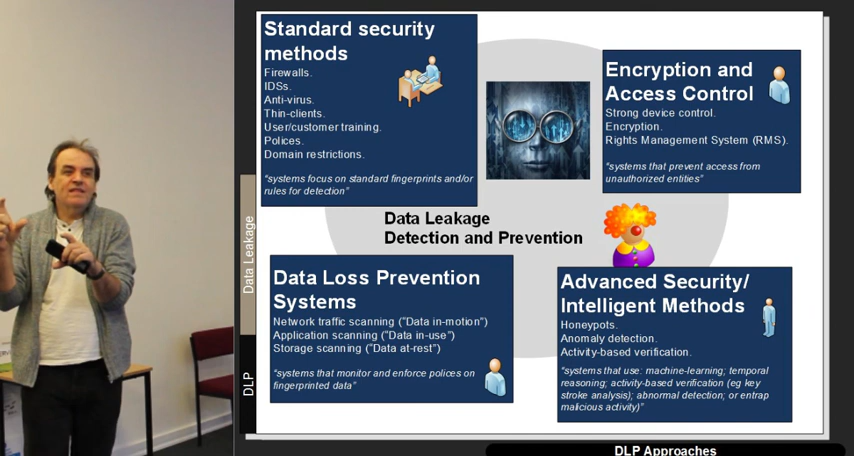 Standard security
methods
Firewalls.
IDSs.
Anti-virus.
Thin-clients.
User/customer training.
Polices.
Domain restrictions.
“systems focus on standard fingerprints and/or
rules for detection”
Encryption and
Access Control
Strong device control.
Encryption.
Rights Management System (RMS).
“systems that prevent access from
unauthorized entities”
Data Leakage
Detection and Prevention
Data Loss Prevention
Systems
Network traffic scanning (“Data in-motion”)
Application scanning (“Data in-use”)
Storage scanning (“Data at-rest”)
“systems that monitor and enforce polices on
fingerprinted data”
Advanced Security/
Intelligent Methods
Honeypots.
Anomaly detection.
Activity-based verification.
“systems that use: machine-learning; temporal
reasoning; activity-based verification (eg key
stroke analysis); abnormal detection; or entrap
malicious activity)”
Data Leakage
DLP
DLP Approaches